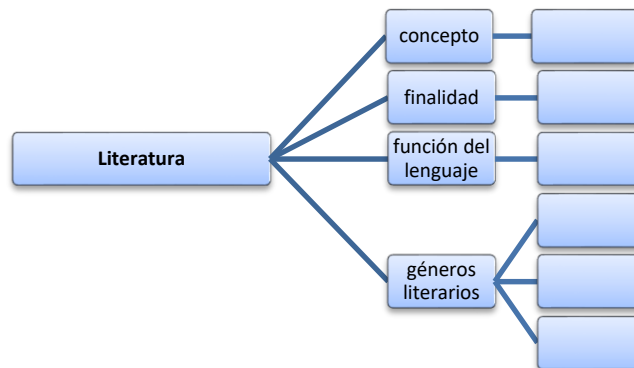 concepto
finalidad
Literatura
función del
lenguaje
géneros
literarios